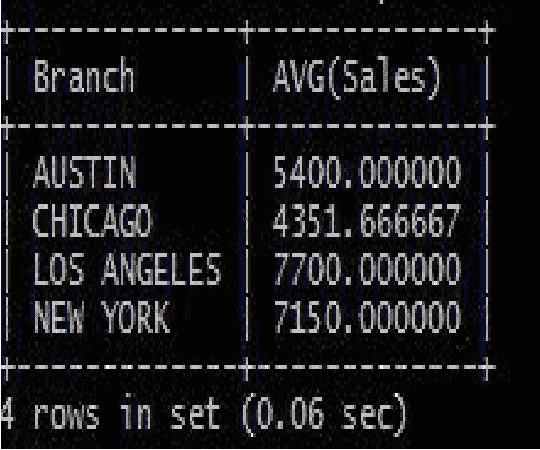 +--------------+--------------+
| Branch | AVG(Sales) |
+--------------+--------------+
| AUSTIN | 5400.000000 |
| CHICAGO | 4351.666667 |
| LOS ANGELES | 7700.000000 |
| NEW YORK | 7150.000000 |
+--------------+--------------+
4 rows in set (0.06 sec)